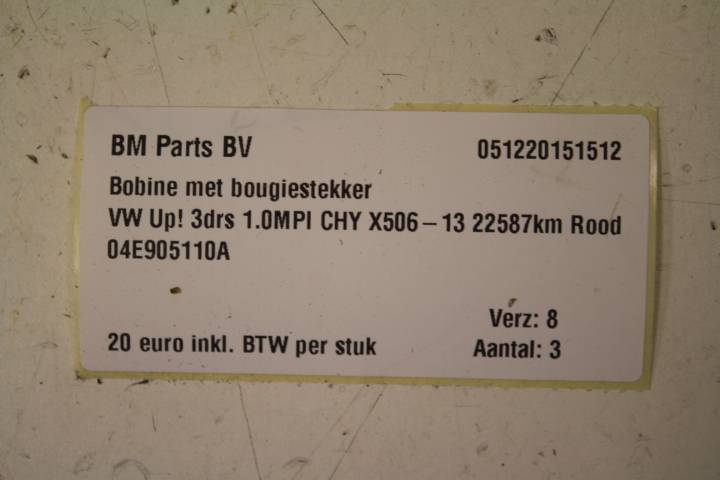 BM Parts BV 051220151512
Bobine met bougiestekker
VW Up! 3drs 1.0MPI CHY X506-13 22587km Rood
04E905110A
Verz: 8
20 euro inkl. BTW per stuk Aantal: 3